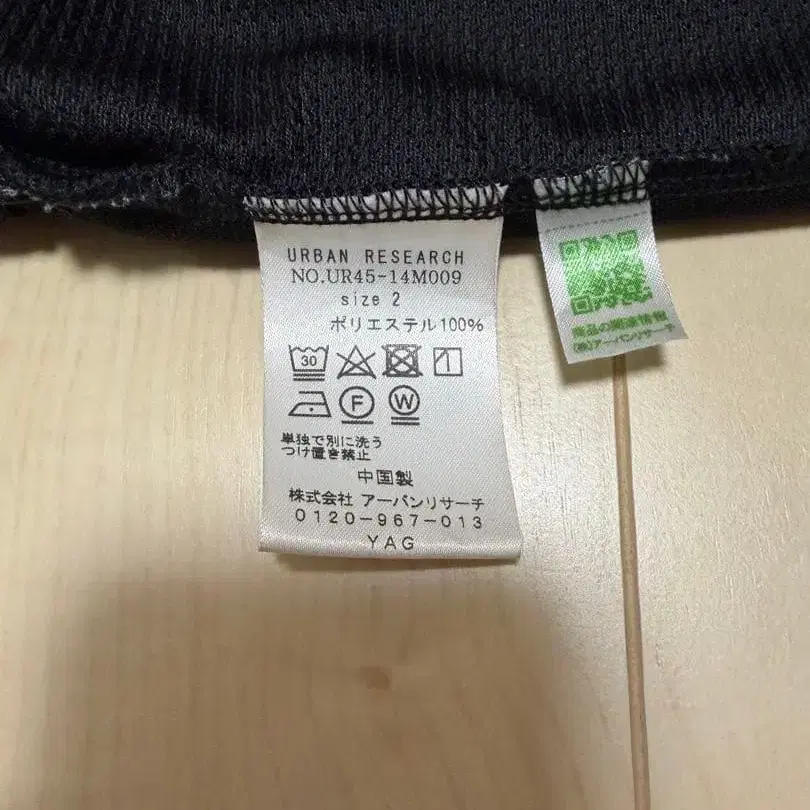 URBAN RESEARCH
NO.UR45-14M009
size 2
ポリエステル100%
30
F
W
単独で別に洗う
つけ置き禁止
中国製
株式会社 アーバンリサーチ
0120-967-013
YAG
商品の関連情報
(株)アーバンリサーチ